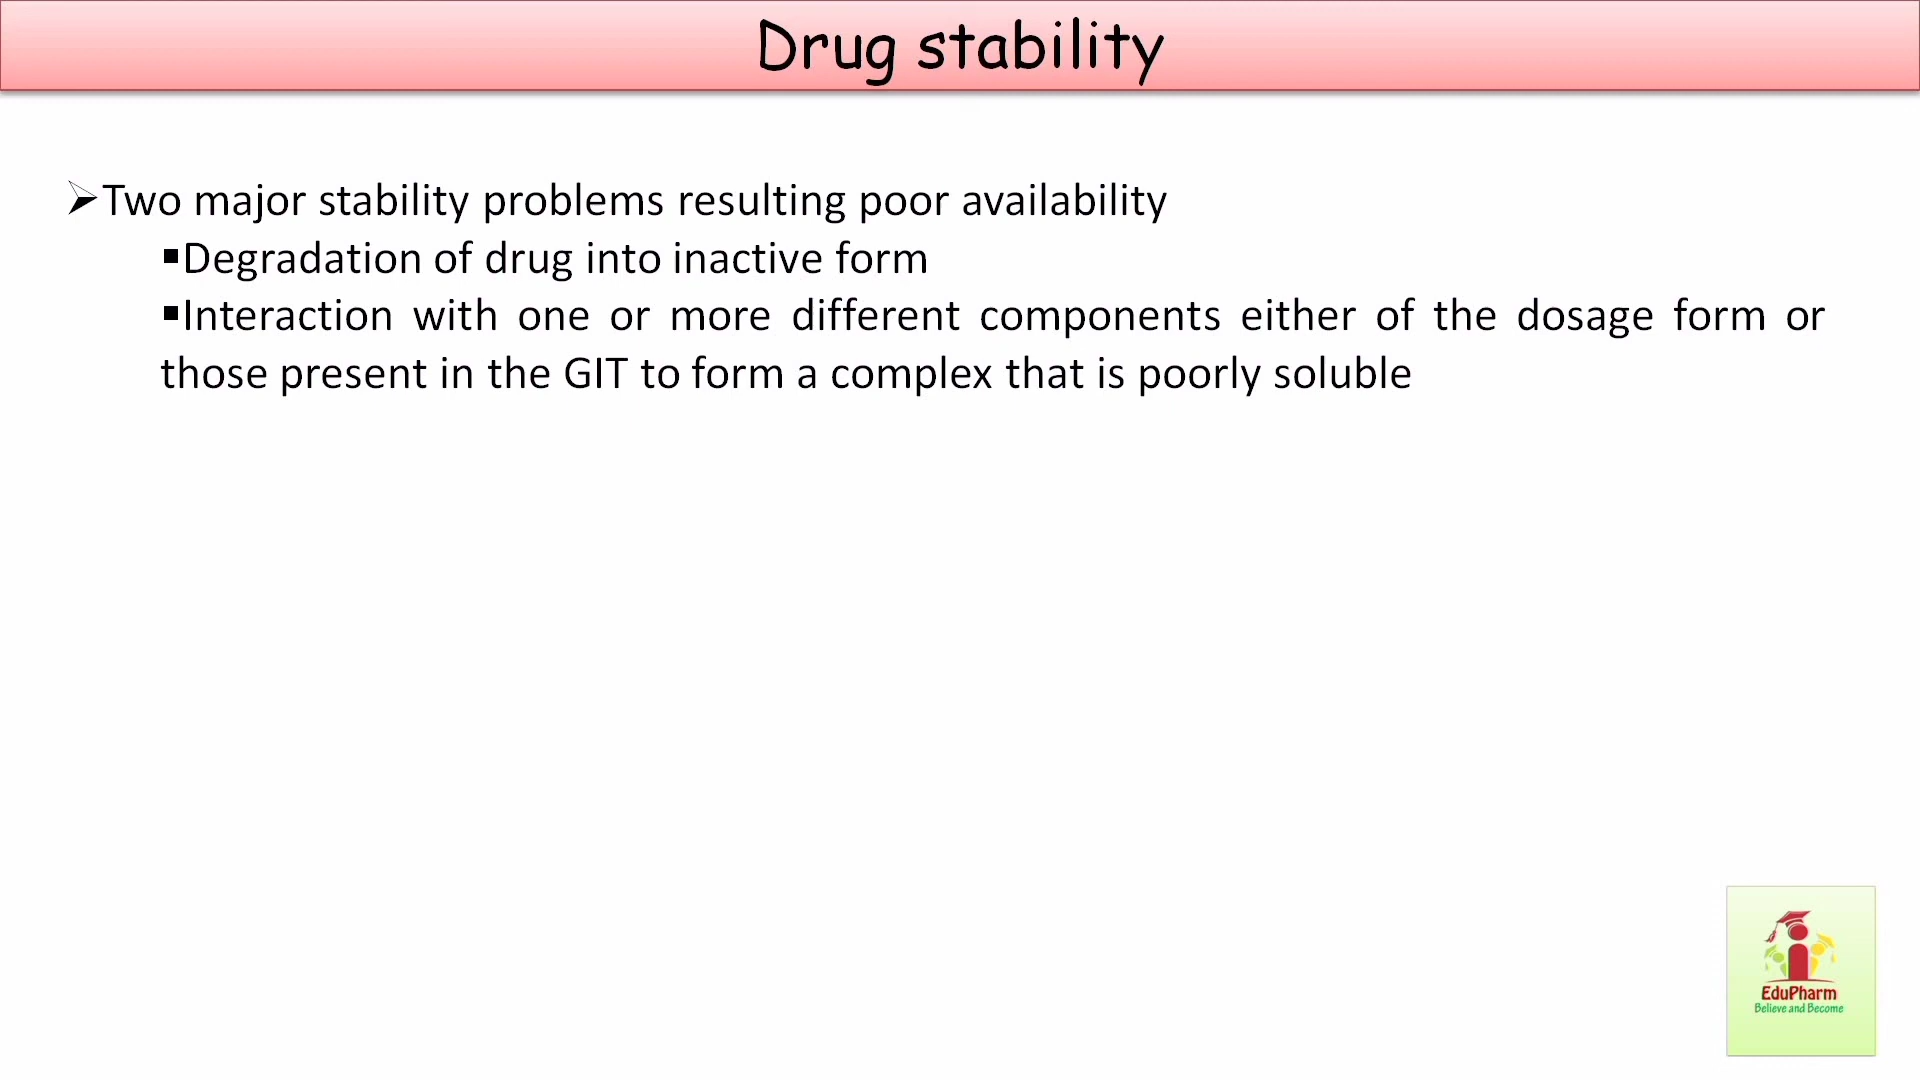 Drug stability
➢Two major stability problems resulting poor availability
▪Degradation of drug into inactive form
▪Interaction with one or more different components either of the dosage form or
those present in the GIT to form a complex that is poorly soluble
EduPharm
Believe and Become